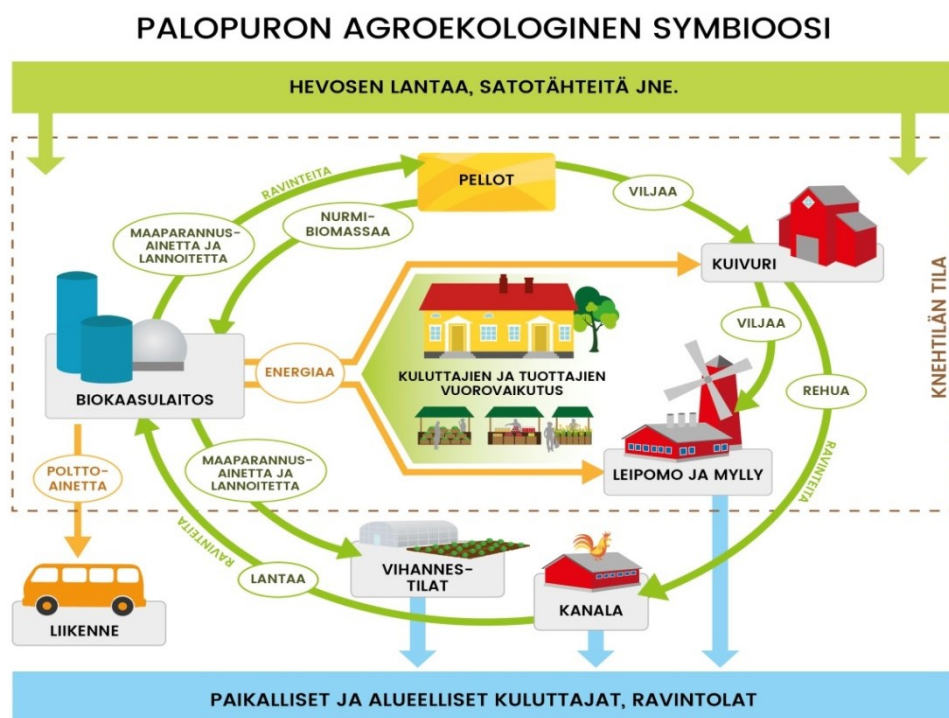 PALOPURON AGROEKOLOGINEN SYMBIOOSI
HEVOSEN LANTAA, SATOTÄHTEITÄ JNE.
RAVINTEITA
PELLOT
VILJAA
MAAPARANNUS-
AINETTA JA
LANNOITETTA
NURMI-
BIOMASSAA
KUIVURI
KNEHTILÄN TILA
VILJAA
ENERGIAA
KULUTTAJIEN JA TUOTTAJIEN
VUOROVAIKUTUS
REHUA
BIOKAASULAITOS
RAVINTEITA
POLTTO-
AINETTA
MAAPARANNUS-
AINETTA JA
LANNOITETTA
LEIPOMO JA MYLLY
RAVINTEITA
LANTAA
VIHANNES-
TILAT
KANALA
LIIKENNE
PAIKALLISET JA ALUEELLISET KULUTTAJAT, RAVINTOLAT